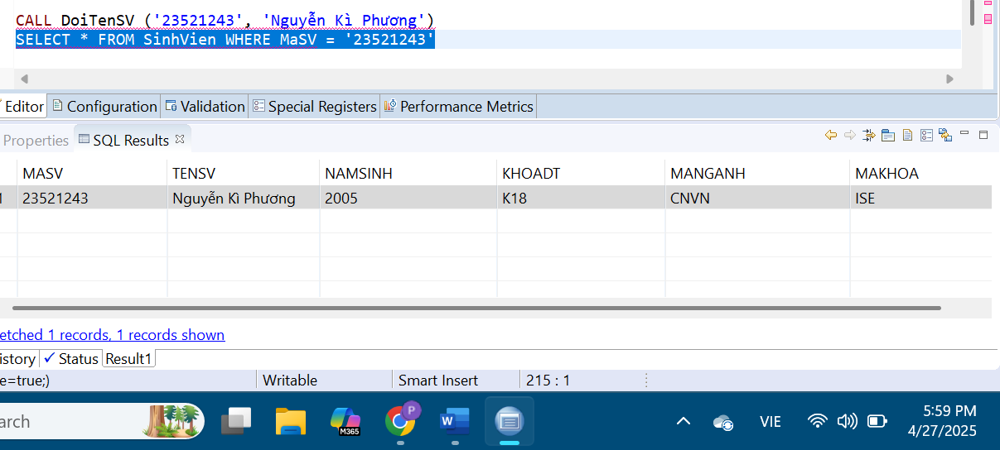 CALL DoiTenSV ('23521243', 'Nguyễn Kì Phương')
SELECT * FROM SinhVien WHERE MaSV = '23521243'
Editor Configuration Validation Special Registers Performance Metrics
Properties SQL Results
MASV TENSV NAMSINH KHOADT MANGANH MAKHOA
1 23521243 Nguyễn Kì Phương 2005 K18 CNVN ISE
etched 1 records, 1 records shown
istory Status Result1
e=true;) Writable Smart Insert 215 : 1
arch M365 P W VIE 5:59 PM
4/27/2025